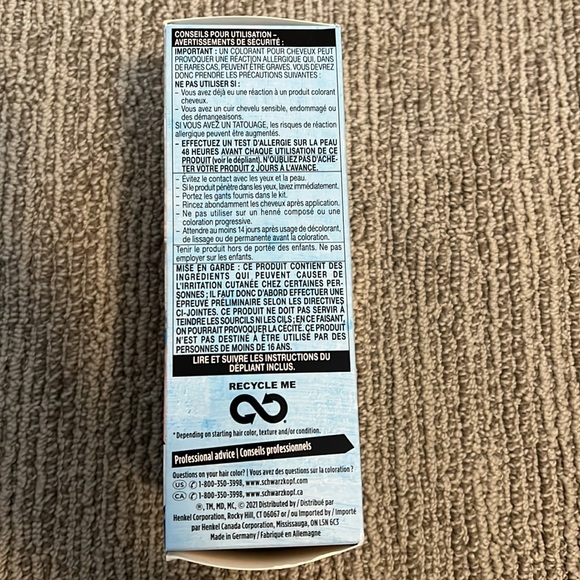 CONSEILS POUR UTILISATION –
AVERTISSEMENTS DE SÉCURITÉ :
IMPORTANT : UN COLORANT POUR CHEVEUX PEUT
PROVOQUER UNE RÉACTION ALLERGIQUE QUI, DANS
DE RARES CAS, PEUVENT ÊTRE GRAVES. VOUS DEVREZ
DONC PRENDRE LES PRÉCAUTIONS SUIVANTES :
NE PAS UTILISER SI :
– Vous avez déjà eu une réaction à un produit colorant
cheveux.
– Vous avez un cuir chevelu sensible, endommagé ou
des démangeaisons.
SI VOUS AVEZ UN TATOUAGE, les risques de réaction
allergique peuvent être augmentés.
– EFFECTUEZ UN TEST D'ALLERGIE SUR LA PEAU
48 HEURES AVANT CHAQUE UTILISATION DE CE
PRODUIT (voir le dépliant). N'OUBLIEZ PAS D'ACHE-
TER VOTRE PRODUIT 2 JOURS À L'AVANCE.
– Évitez le contact avec les yeux et la peau.
– Si le produit pénètre dans les yeux, lavez immédiatement.
– Portez les gants fournis dans le kit.
– Rincez abondamment les cheveux après application.
– Ne pas utiliser sur un henné composé ou une
coloration progressive.
– Attendre au moins 14 jours après usage de décolorant,
de lissage ou de permanente avant la coloration.
Tenir le produit hors de portée des enfants. Ne pas
employer sur les enfants.
MISE EN GARDE : CE PRODUIT CONTIENT DES
INGRÉDIENTS QUI PEUVENT CAUSER DE
L'IRRITATION CUTANÉE CHEZ CERTAINES PER-
SONNES ; IL FAUT DONC D'ABORD EFFECTUER UNE
ÉPREUVE PRÉLIMINAIRE SELON LES DIRECTIVES
CI-JOINTES. CE PRODUIT NE DOIT PAS SERVIR À
TEINDRE LES SOURCILS NI LES CILS ; EN CE FAISANT,
ON POURRAIT PROVOQUER LA CÉCITÉ. CE PRODUIT
N'EST PAS DESTINÉ À ÊTRE UTILISÉ PAR DES
PERSONNES DE MOINS DE 16 ANS.
LIRE ET SUIVRE LES INSTRUCTIONS DU
DÉPLIANT INCLUS.
RECYCLE ME
*Depending on starting hair color, texture and/or condition.
Professional advice | Conseils professionnels
Questions on your hair color? | Vous avez des questions sur la coloration ?
US 1-800-350-3998, www.schwarzkopf.com
CA 1-800-350-3998, www.schwarzkopf.ca
®, TM, MD, MC, © 2021 Distributed by / Distribué par
Henkel Corporation, Rocky Hill, CT 06067 or / ou Imported by / Importé
par Henkel Canada Corporation, Mississauga, ON L5N 6C3
Made in Germany / Fabriqué en Allemagne